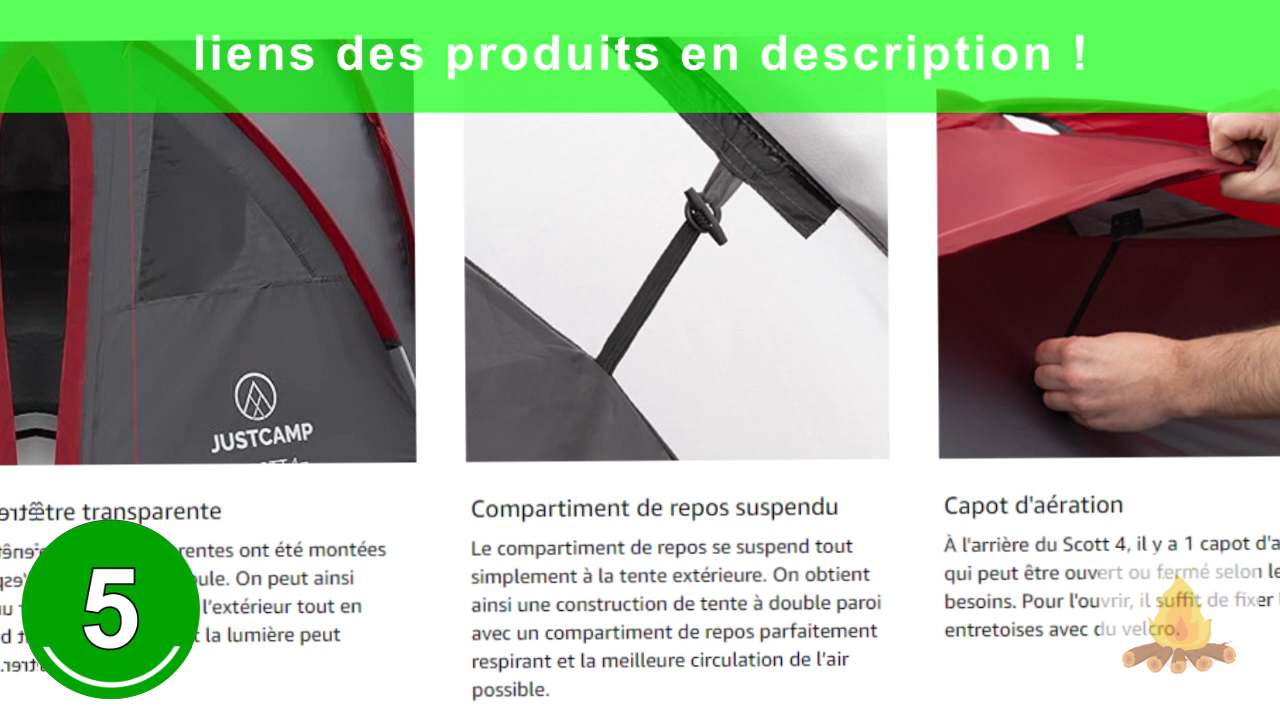 liens des produits en description !
JUSTCAMP
tre transparente
rentes ont été montées
ule. On peut ainsi
l'extérieur tout en
t la lumière peut
5
Compartiment de repos suspendu
Le compartiment de repos se suspend tout
simplement à la tente extérieure. On obtient
ainsi une construction de tente à double paroi
avec un compartiment de repos parfaitement
respirant et la meilleure circulation de l'air
possible.
Capot d'aération
À l'arrière du Scott 4, il y a 1 capot d'a
qui peut être ouvert ou fermé selon le
besoins. Pour l'ouvrir, il suffit de fixer
entretoises avec du velcro.